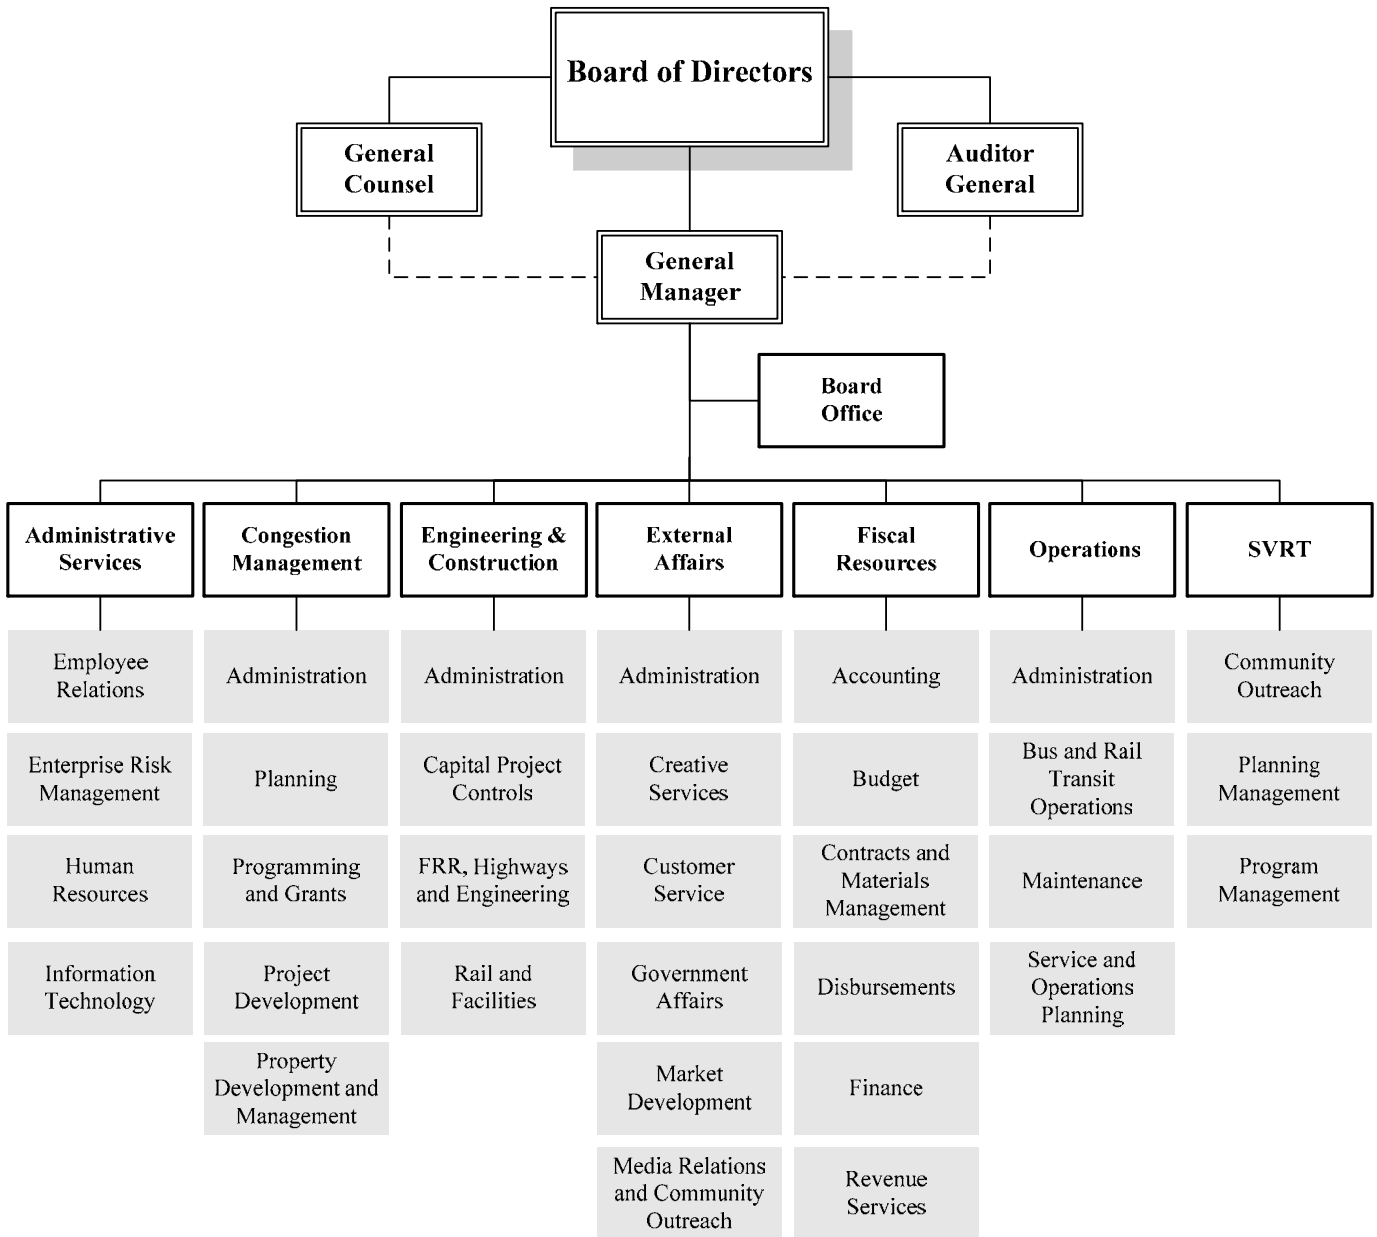 Board of Directors
General
Counsel
Auditor
General
General
Manager
Board
Office
Administrative
Services
Congestion
Management
Engineering &
Construction
External
Affairs
Fiscal
Resources
Operations
SVRT
Employee
Relations
Administration
Administration
Administration
Accounting
Administration
Community
Outreach
Enterprise Risk
Management
Planning
Capital Project
Controls
Creative
Services
Budget
Bus and Rail
Transit
Operations
Planning
Management
Human
Resources
Programming
and Grants
FRR, Highways
and Engineering
Customer
Service
Contracts and
Materials
Management
Maintenance
Program
Management
Information
Technology
Project
Development
Rail and
Facilities
Government
Affairs
Disbursements
Service and
Operations
Planning
Property
Development and
Management
Market
Development
Finance
Media Relations
and Community
Outreach
Revenue
Services